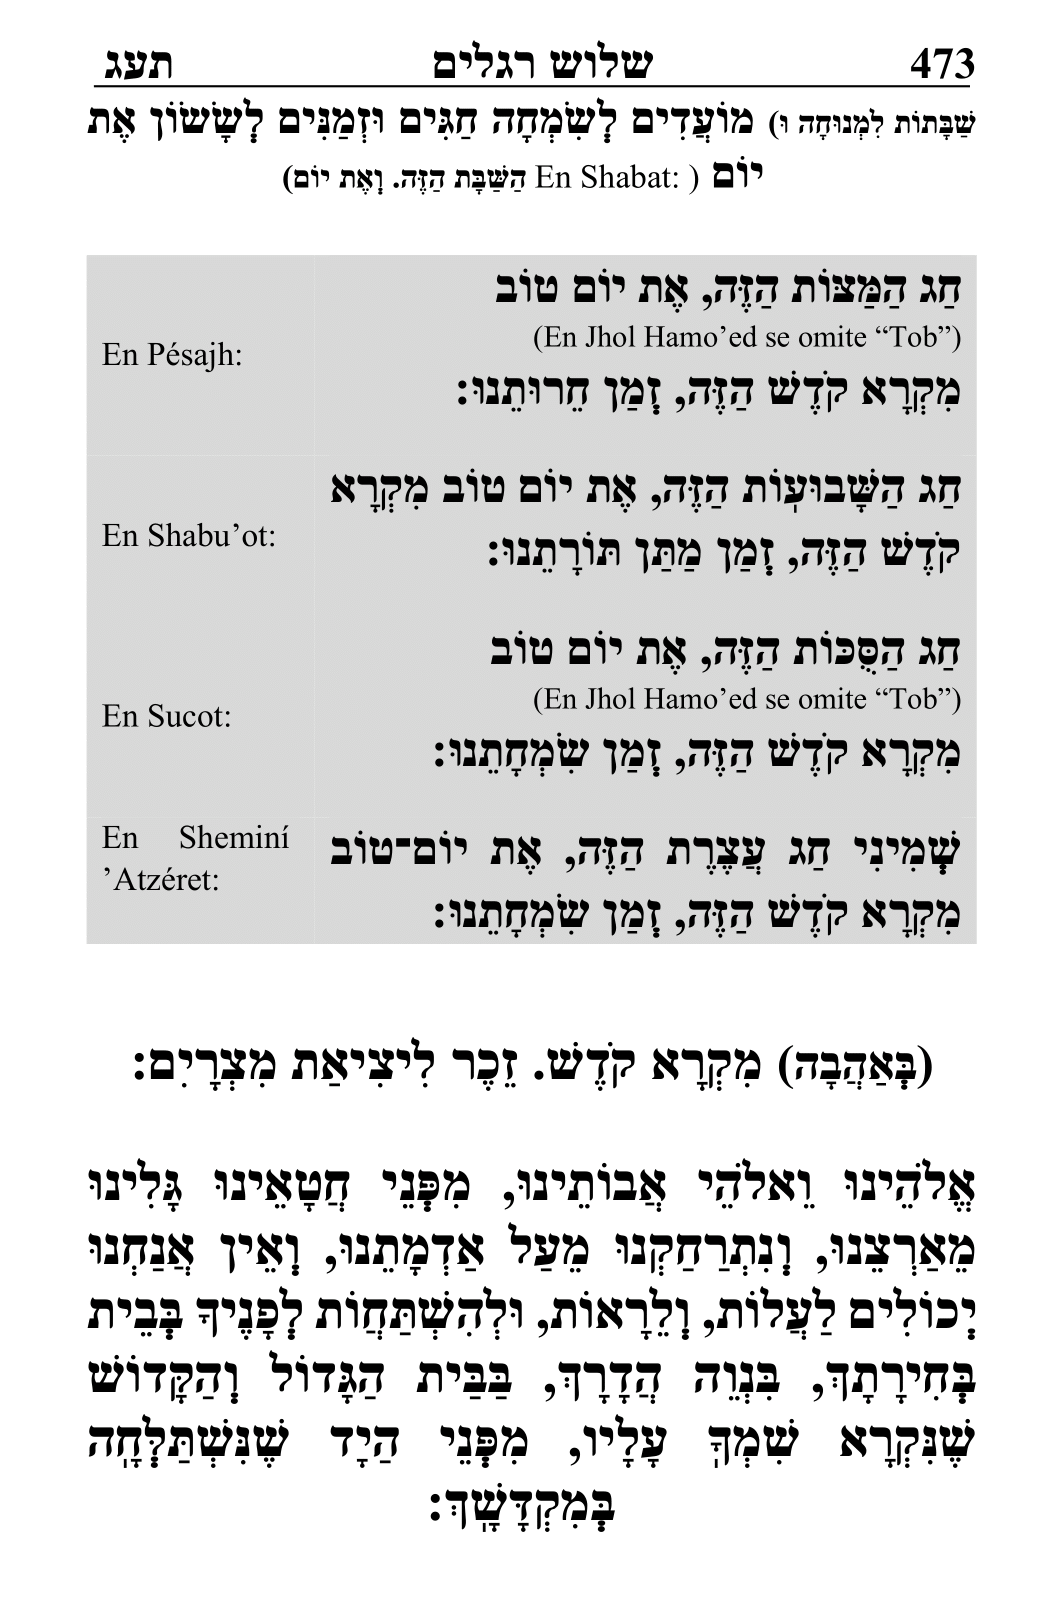 473 שלוש רגלים תעג
שַׁבָּתוֹת לִמְנוּחָה וּ) מוֹעֲדִים לְשִׂמְחָה חַגִּים וּזְמַנִּים לְשָׂשׂוֹן אֶת
יוֹם ( En Shabat: הַשַּׁבָּת הַזֶּה. וְאֶת יוֹם)
חַג הַמַּצּוֹת הַזֶּה, אֶת יוֹם טוֹב
(En Jhol Hamo’ed se omite “Tob”)
En Pésajh:
מִקְרָא קֹדֶשׁ הַזֶּה, זְמַן חֵרוּתֵנוּ:
חַג הַשָּׁבוּעוֹת הַזֶּה, אֶת יוֹם טוֹב מִקְרָא
En Shabu’ot:
קֹדֶשׁ הַזֶּה, זְמַן מַתַּן תּוֹרָתֵנוּ:
חַג הַסֻּכּוֹת הַזֶּה, אֶת יוֹם טוֹב
(En Jhol Hamo’ed se omite “Tob”)
En Sucot:
מִקְרָא קֹדֶשׁ הַזֶּה, זְמַן שִׂמְחָתֵנוּ:
En Sheminí
’Atzéret:
שְׁמִינִי חַג עֲצֶרֶת הַזֶּה, אֶת יוֹם־טוֹב
מִקְרָא קֹדֶשׁ הַזֶּה, זְמַן שִׂמְחָתֵנוּ:
(בְּאַהֲבָה) מִקְרָא קֹדֶשׁ. זֵכֶר לִיצִיאַת מִצְרָיִם:
אֱלֹהֵינוּ וֵאלֹהֵי אֲבוֹתֵינוּ, מִפְּנֵי חֲטָאֵינוּ גָּלִינוּ
מֵאַרְצֵנוּ, וְנִתְרַחַקְנוּ מֵעַל אַדְמָתֵנוּ, וְאֵין אֲנַחְנוּ
יְכוֹלִים לַעֲלוֹת, וְלֵרָאוֹת, וּלְהִשְׁתַּחֲוֹת לְפָנֶיךָ בְּבֵית
בְּחִירָתָךְ, בִּנְוֵה הֲדָרָךְ, בַּבַּיִת הַגָּדוֹל וְהַקָּדוֹשׁ
שֶׁנִּקְרָא שִׁמְךָ עָלָיו, מִפְּנֵי הַיָד שֶׁנִּשְׁתַּלְּחָה
בְּמִקְדָּשָׁךְ: